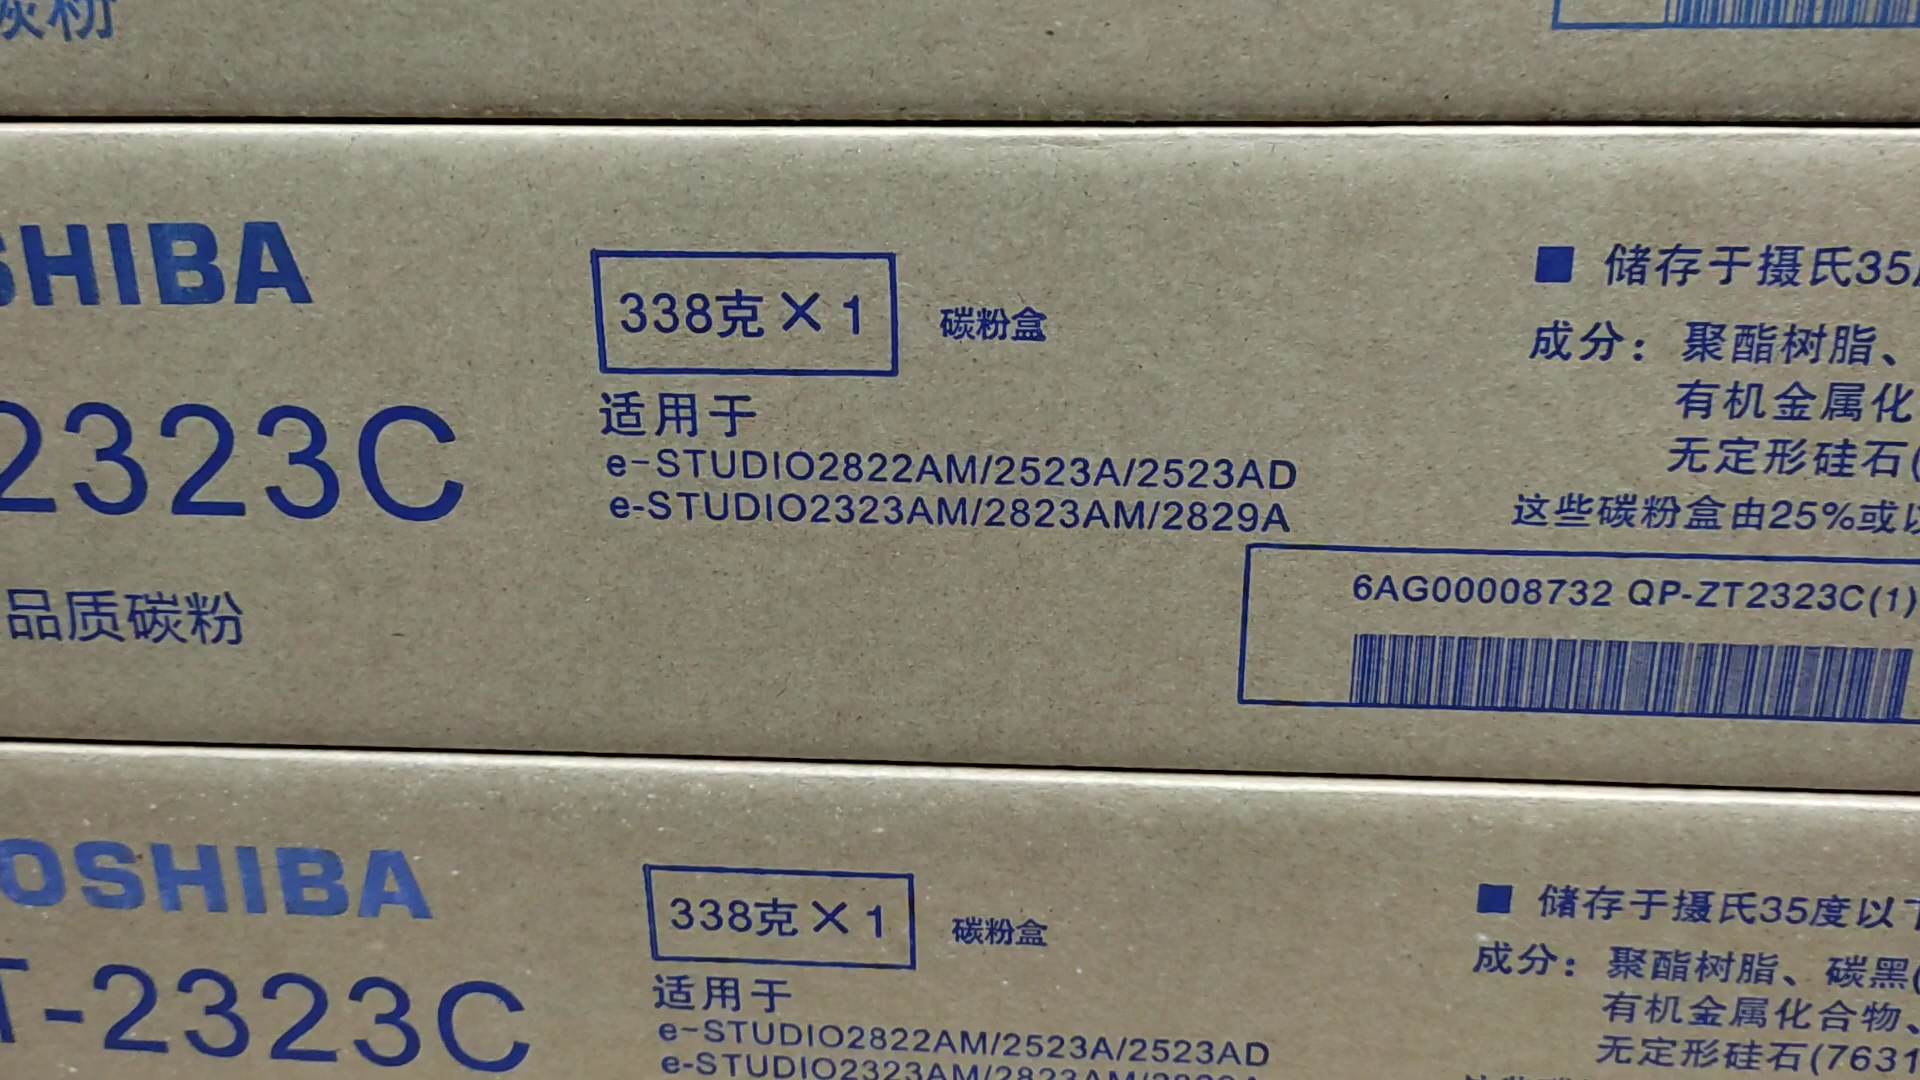 碳粉
SHIBA
2323C
品质碳粉
338克×1 碳粉盒
适用于
e-STUDIO2822AM/2523A/2523AD
e-STUDIO2323AM/2823AM/2829A
■ 储存于摄氏35
成分：聚酯树脂、
有机金属化
无定形硅石(
这些碳粉盒由25%或以
6AG00008732 QP-ZT2323C(1)
OSHIBA
T-2323C
338克×1 碳粉盒
适用于
e-STUDIO2822AM/2523A/2523AD
e-STUDIO2323AM/2823AM/2829A
■ 储存于摄氏35度以下
成分：聚酯树脂、碳黑(
有机金属化合物、
无定形硅石(7631